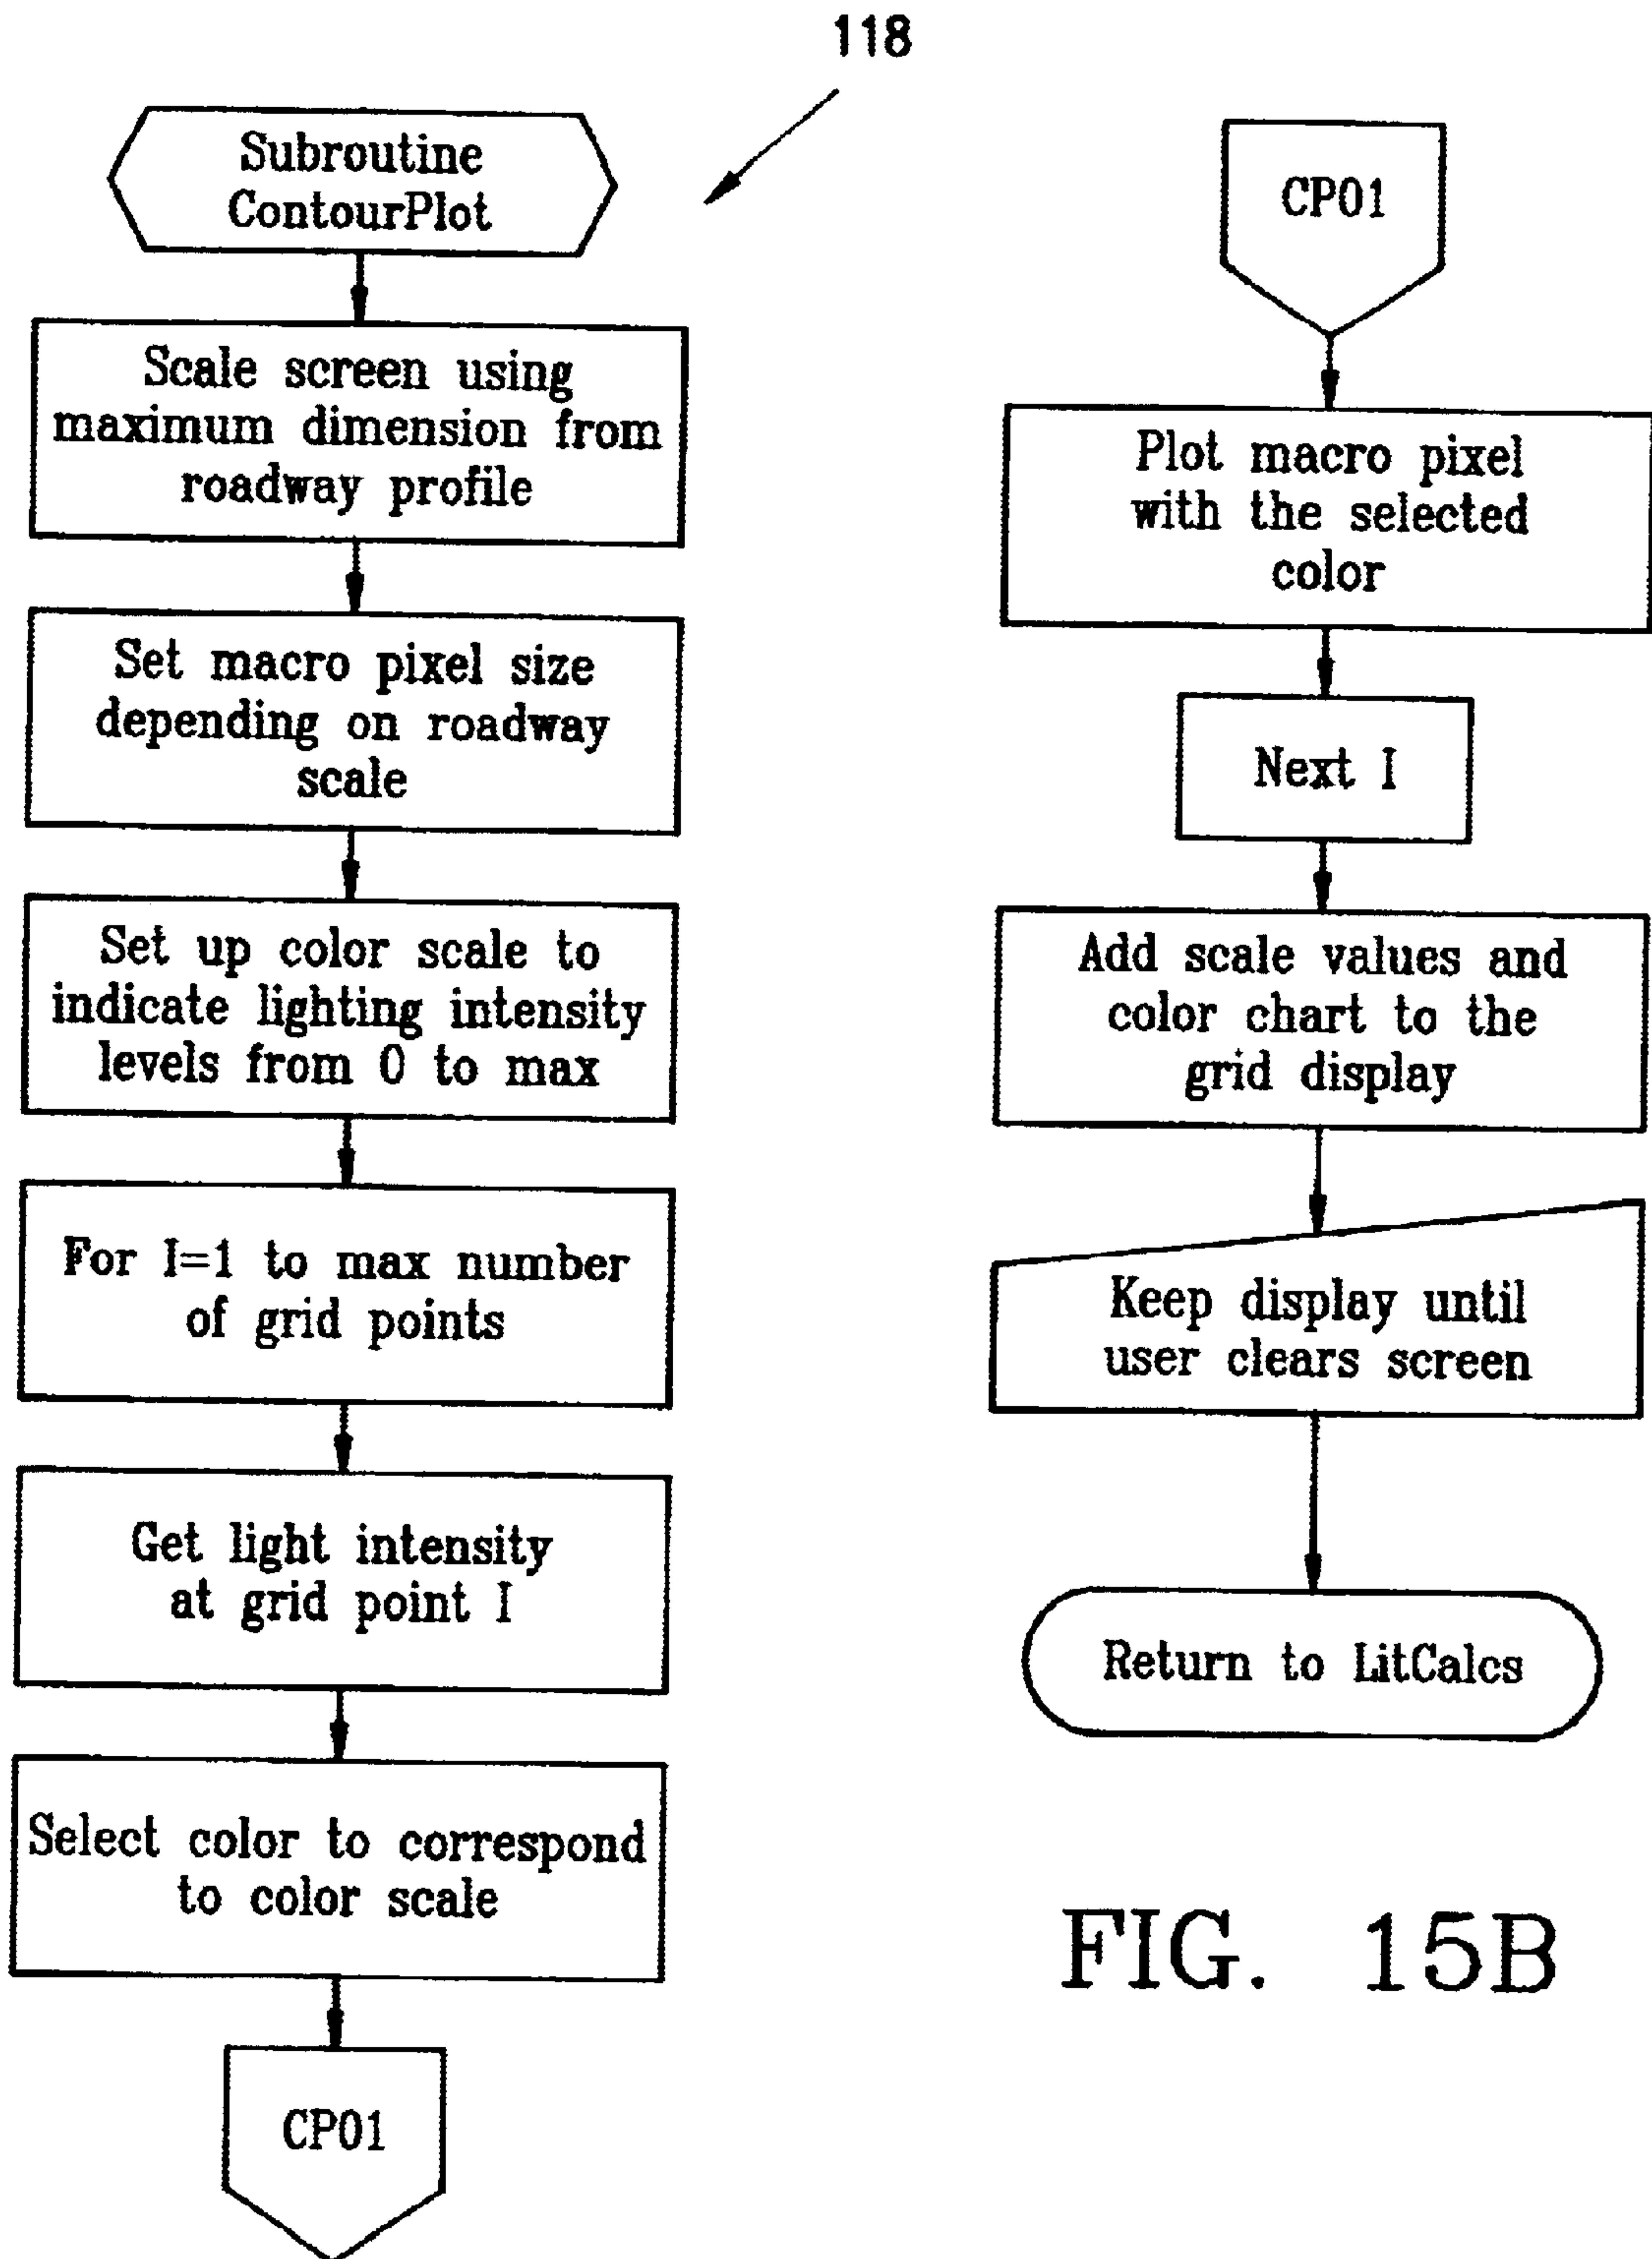 118
Subroutine
ContourPlot
Scale screen using
maximum dimension from
roadway profile
Set macro pixel size
depending on roadway
scale
Set up color scale to
indicate lighting intensity
levels from 0 to max
For I=1 to max number
of grid points
Get light intensity
at grid point I
Select color to correspond
to color scale
CP01
CP01
Plot macro pixel
with the selected
color
Next I
Add scale values and
color chart to the
grid display
Keep display until
user clears screen
Return to LitCalcs
FIG. 15B